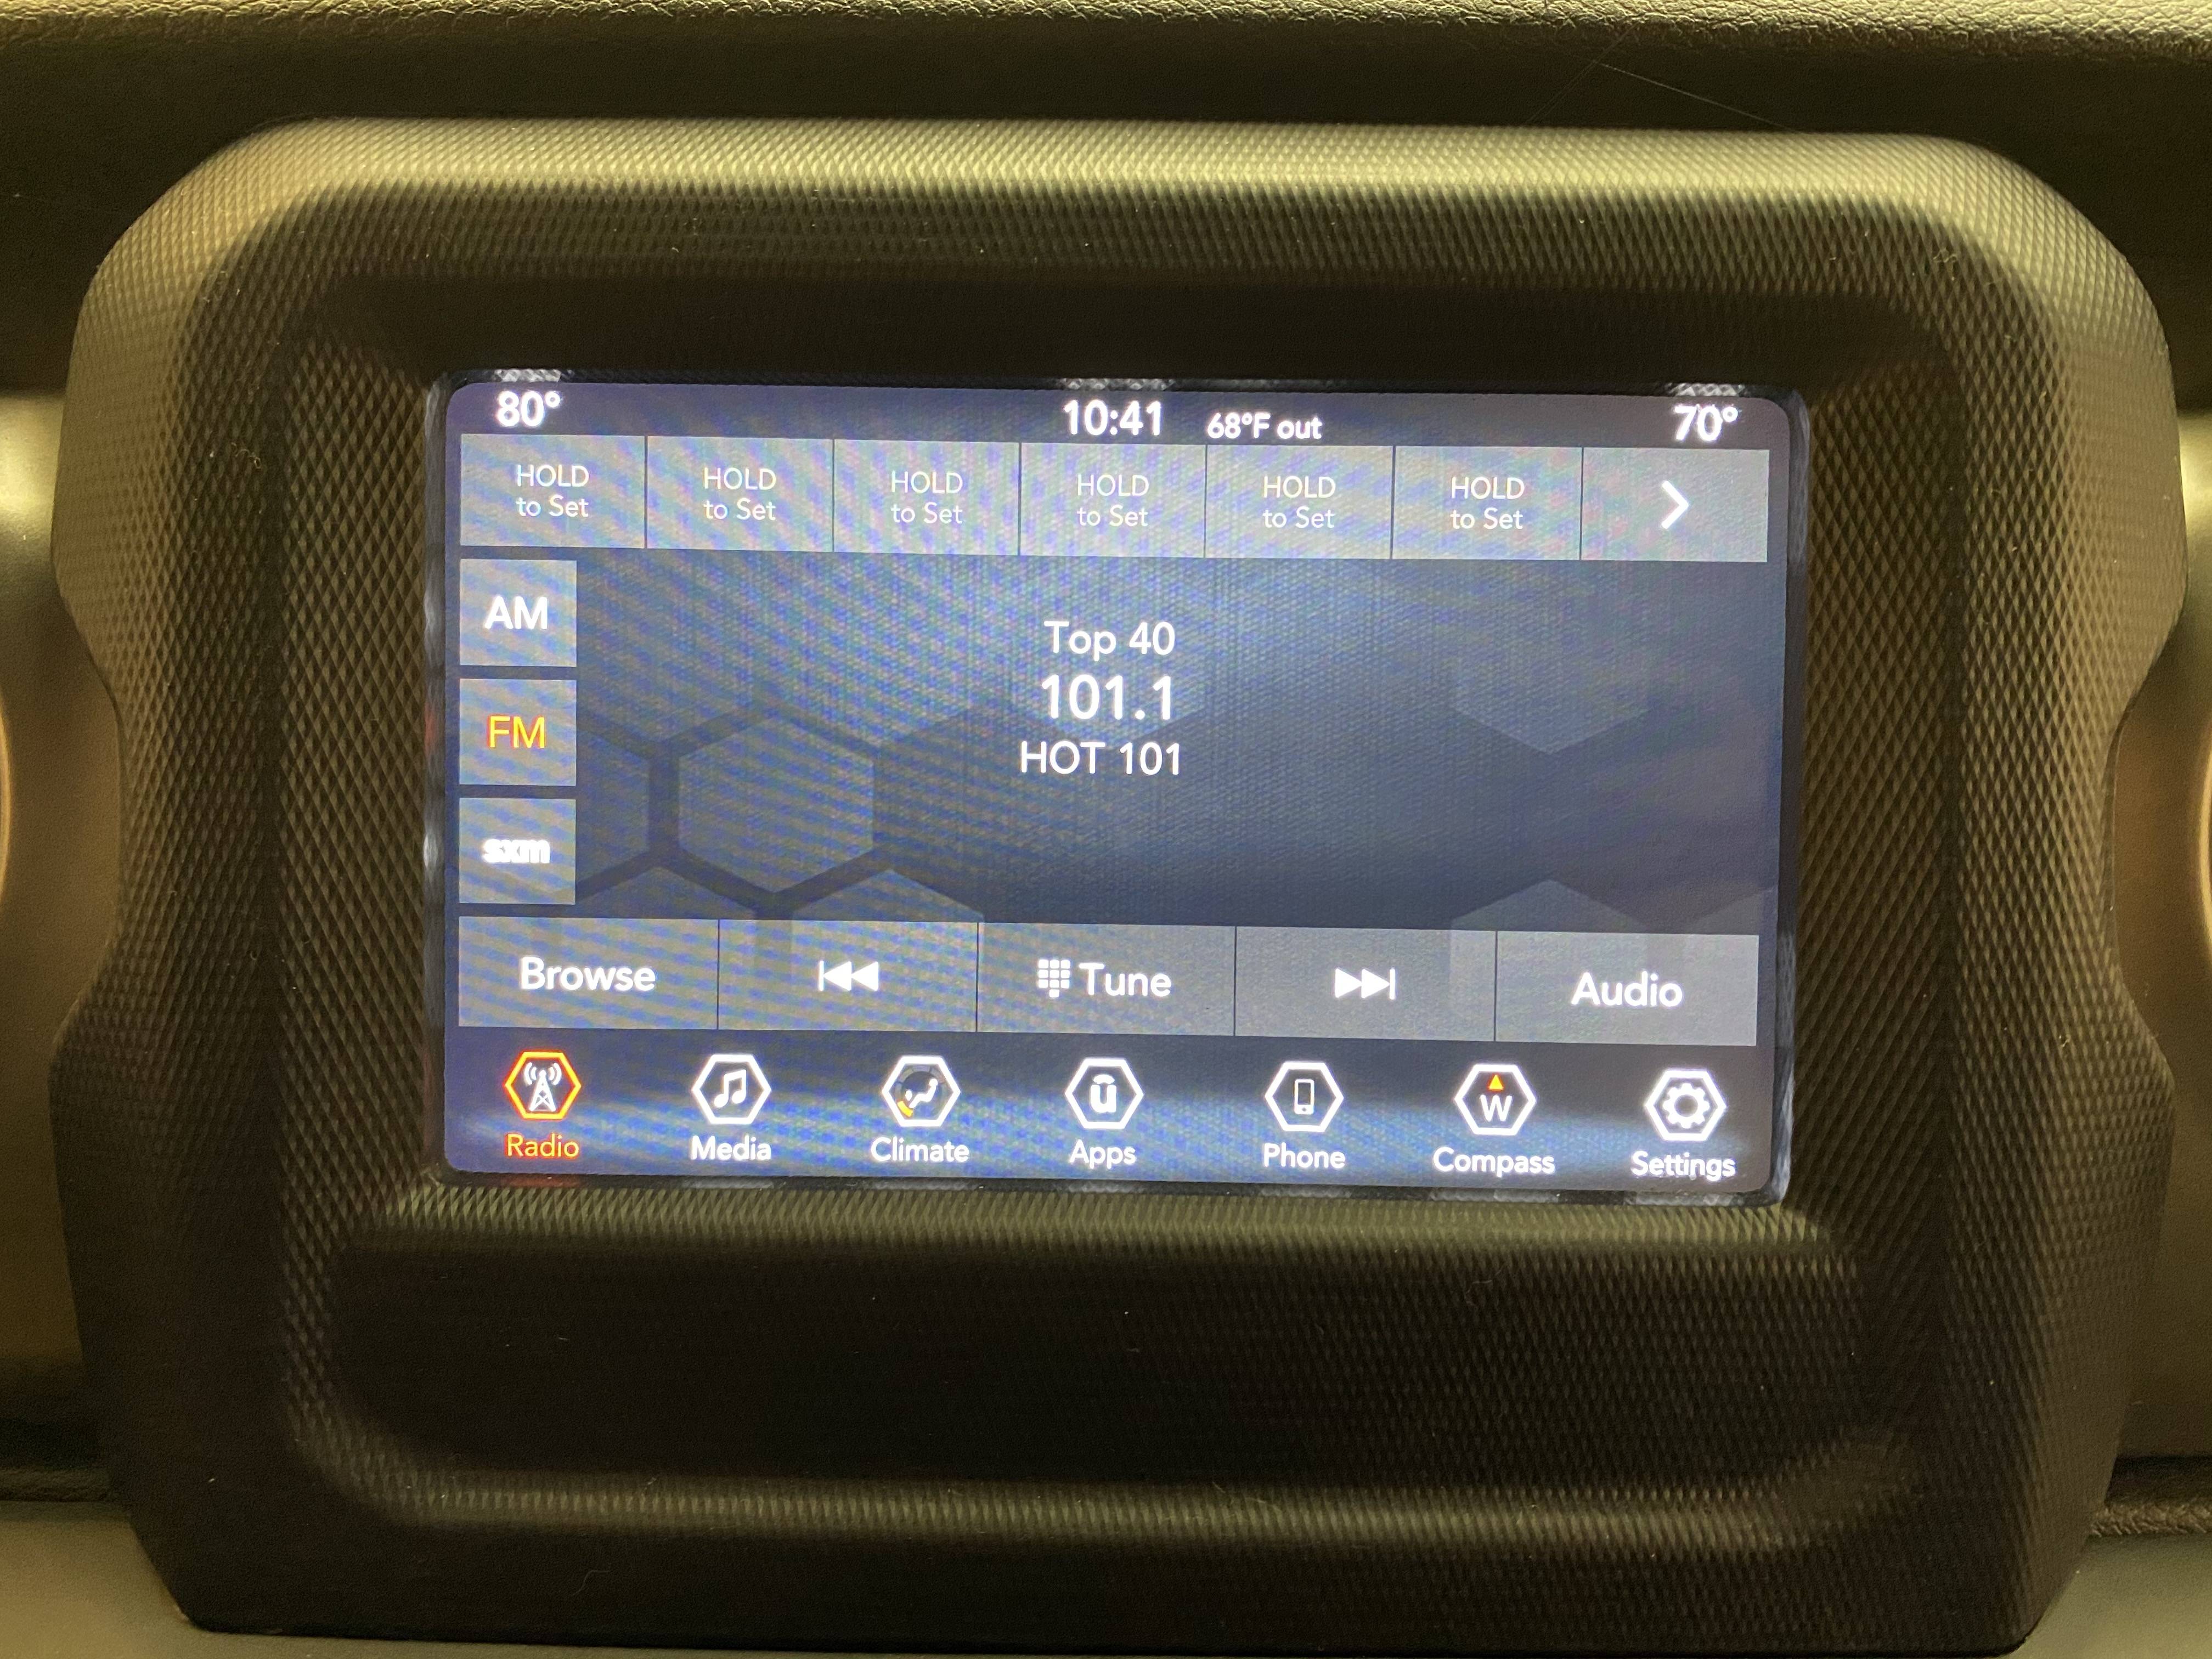 80° 10:41 68°F out 70°
HOLD to Set
HOLD to Set
HOLD to Set
HOLD to Set
HOLD to Set
HOLD to Set
AM
Top 40
101.1
HOT 101
FM
sxm
Browse Tune Audio
ū W
Radio Media Climate Apps Phone Compass Settings